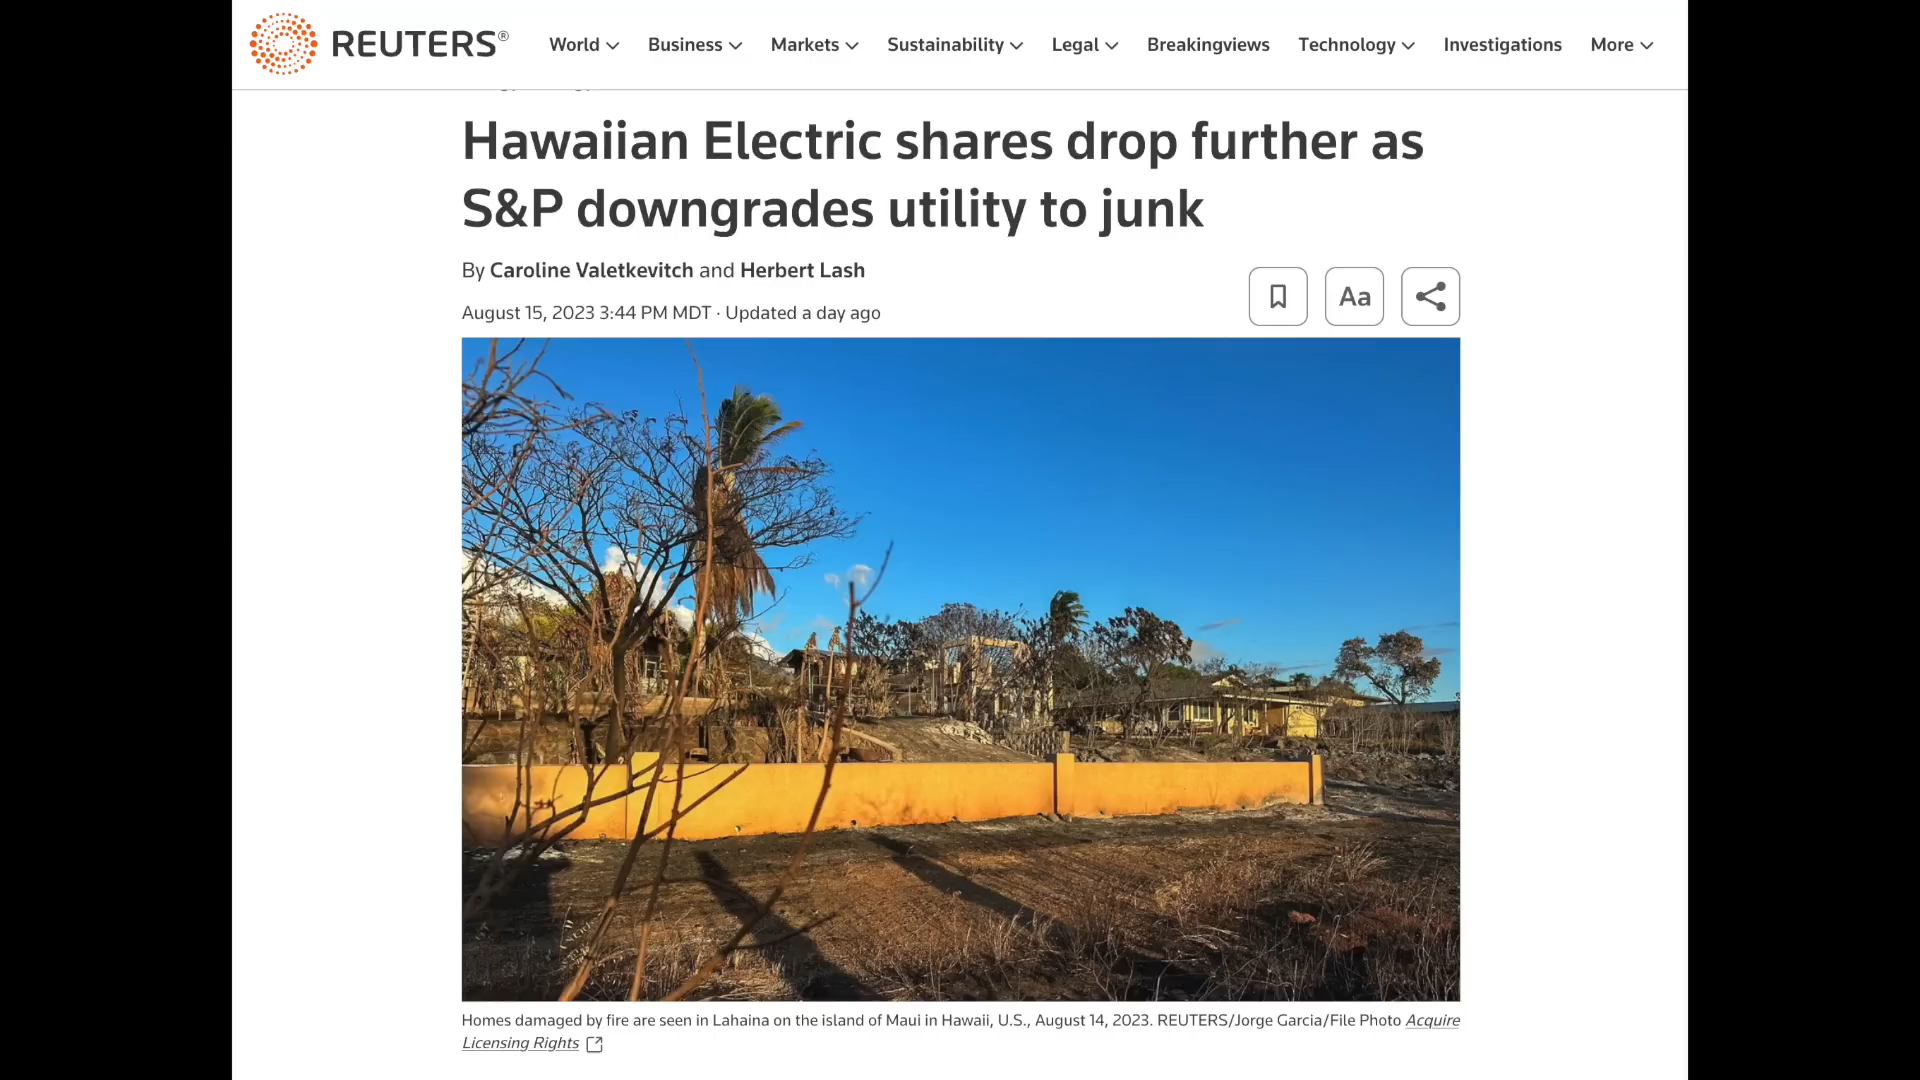 REUTERS®
World Business Markets Sustainability Legal Breakingviews Technology Investigations More
Hawaiian Electric shares drop further as
S&P downgrades utility to junk
By Caroline Valetkevitch and Herbert Lash
Aa
August 15, 2023 3:44 PM MDT · Updated a day ago
Homes damaged by fire are seen in Lahaina on the island of Maui in Hawaii, U.S., August 14, 2023. REUTERS/Jorge Garcia/File Photo Acquire
Licensing Rights